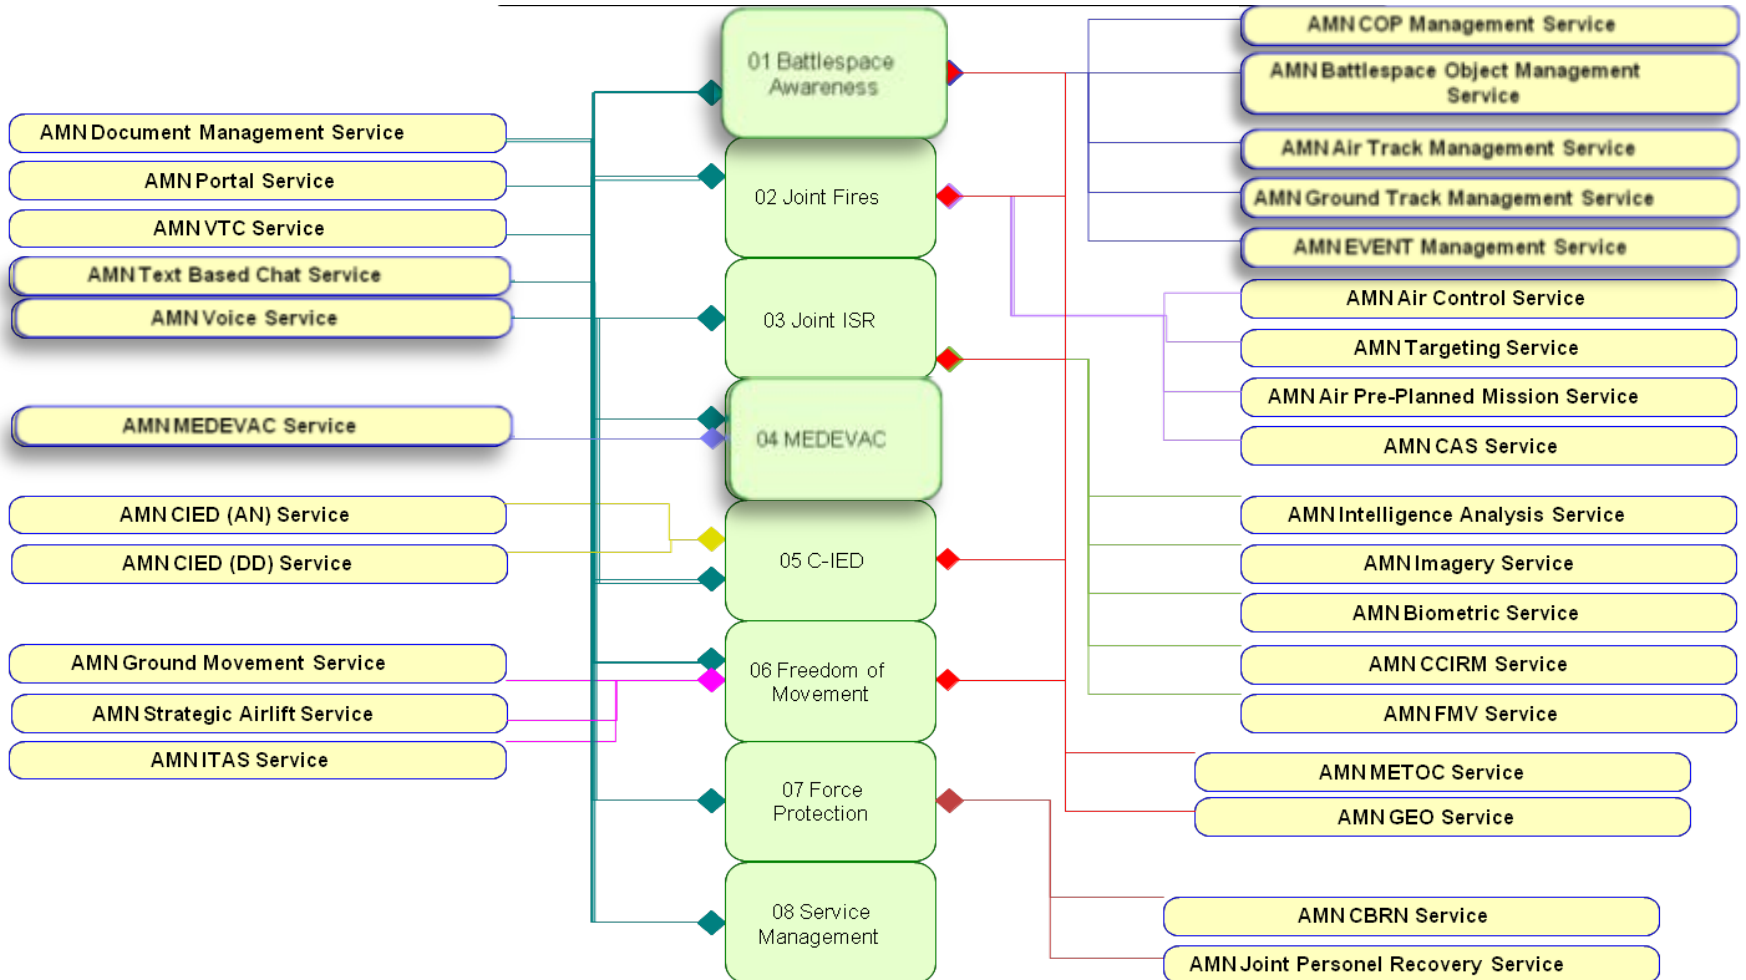 AMN Document Management Service
AMN Portal Service
AMN VTC Service
AMN Text Based Chat Service
AMN Voice Service
AMN MEDEVAC Service
AMN CIED (AN) Service
AMN CIED (DD) Service
AMN Ground Movement Service
AMN Strategic Airlift Service
AMN ITAS Service
01 Battlespace
Awareness
02 Joint Fires
03 Joint ISR
04 MEDEVAC
05 C-IED
06 Freedom of
Movement
07 Force
Protection
08 Service
Management
AMN COP Management Service
AMN Battlespace Object Management
Service
AMN Air Track Management Service
AMN Ground Track Management Service
AMN EVENT Management Service
AMN Air Control Service
AMN Targeting Service
AMN Air Pre-Planned Mission Service
AMN CAS Service
AMN Intelligence Analysis Service
AMN Imagery Service
AMN Biometric Service
AMN CCIRM Service
AMN FMV Service
AMN METOC Service
AMN GEO Service
AMN CBRN Service
AMN Joint Personel Recovery Service